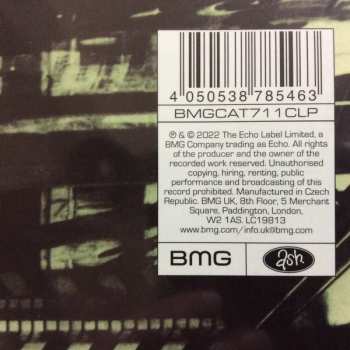 4 050538 785463
BMGCAT711CLP
℗ & © 2022 The Echo Label Limited, a
BMG Company trading as Echo. All rights
of the producer and the owner of the
recorded work reserved. Unauthorised
copying, hiring, renting, public
performance and broadcasting of this
record prohibited. Manufactured in Czech
Republic. BMG UK, 8th Floor, 5 Merchant
Square, Paddington, London,
W2 1AS. LC19813
www.bmg.com/info.uk@bmg.com
BMG ash